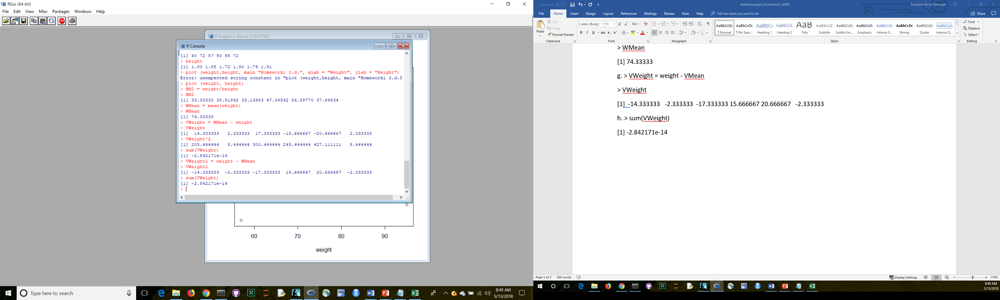 RGui (64-bit)
File Edit View Misc Packages Windows Help
STOP
R Graphics: Device 2 (ACTIVE)
R Console
[1] 60 72 57 90 95 72
> height
[1] 1.80 1.85 1.72 1.90 1.74 1.91
> plot (weight,height, main "Homework1 3.d.", xlab = "Weight", ylab = "Height")
Error: unexpected string constant in "plot (weight,height, main "Homework1 3.d.$
> plot (weight, height)
> BMI = weight/height
> BMI
[1] 33.33333 38.91892 33.13953 47.36842 54.59770 37.69634
> WMean = mean(weight)
> WMean
[1] 74.33333
> VWeight = WMean - weight
> VWeight
[1] 14.333333 2.333333 17.333333 -15.666667 -20.666667 2.333333
> VWeight^2
[1] 205.444444 5.444444 300.444444 245.444444 427.111111 5.444444
> sum(VWeight)
[1] -2.842171e-14
> VWeight2 = weight - WMean
> VWeight2
[1] -14.333333 -2.333333 -17.333333 15.666667 20.666667 -2.333333
> sum(VWeight)
[1] -2.842171e-14
>
60 70 80 90
weight
Type here to search
8:49 AM
5/13/2018
AutoSave Off
bdelahoussaye_homework1_6306
Brandon de la Houssaye
File Home Insert Design Layout References Mailings Review View Help Tell me what you want to do Share
Paste
Cut
Copy
Format Painter
Clipboard
Calibri (Body) 11
Font
Paragraph
AaBbCcDc AaBbCcDc AaBbC( AaBbCcE AaB AaBbCcE AaBbCcDc AaBbCcDc AaBbCcDc AaBbCcDc AaBbCcDc AaBbCcDc
¶ Normal ¶ No Spac... Heading 1 Heading 2 Title Subtitle Subtle Em... Emphasis Intense E... Strong Quote Intense Q...
Styles
Find
Replace
Select
Editing
> WMean
[1] 74.33333
g. > VWeight = weight - VMean
> VWeight
[1] -14.333333 -2.333333 -17.333333 15.666667 20.666667 -2.333333
h. > sum(VWeight)
[1] -2.842171e-14
Page 5 of 5 288 words
Display Settings
170%
8:49 AM
5/13/2018